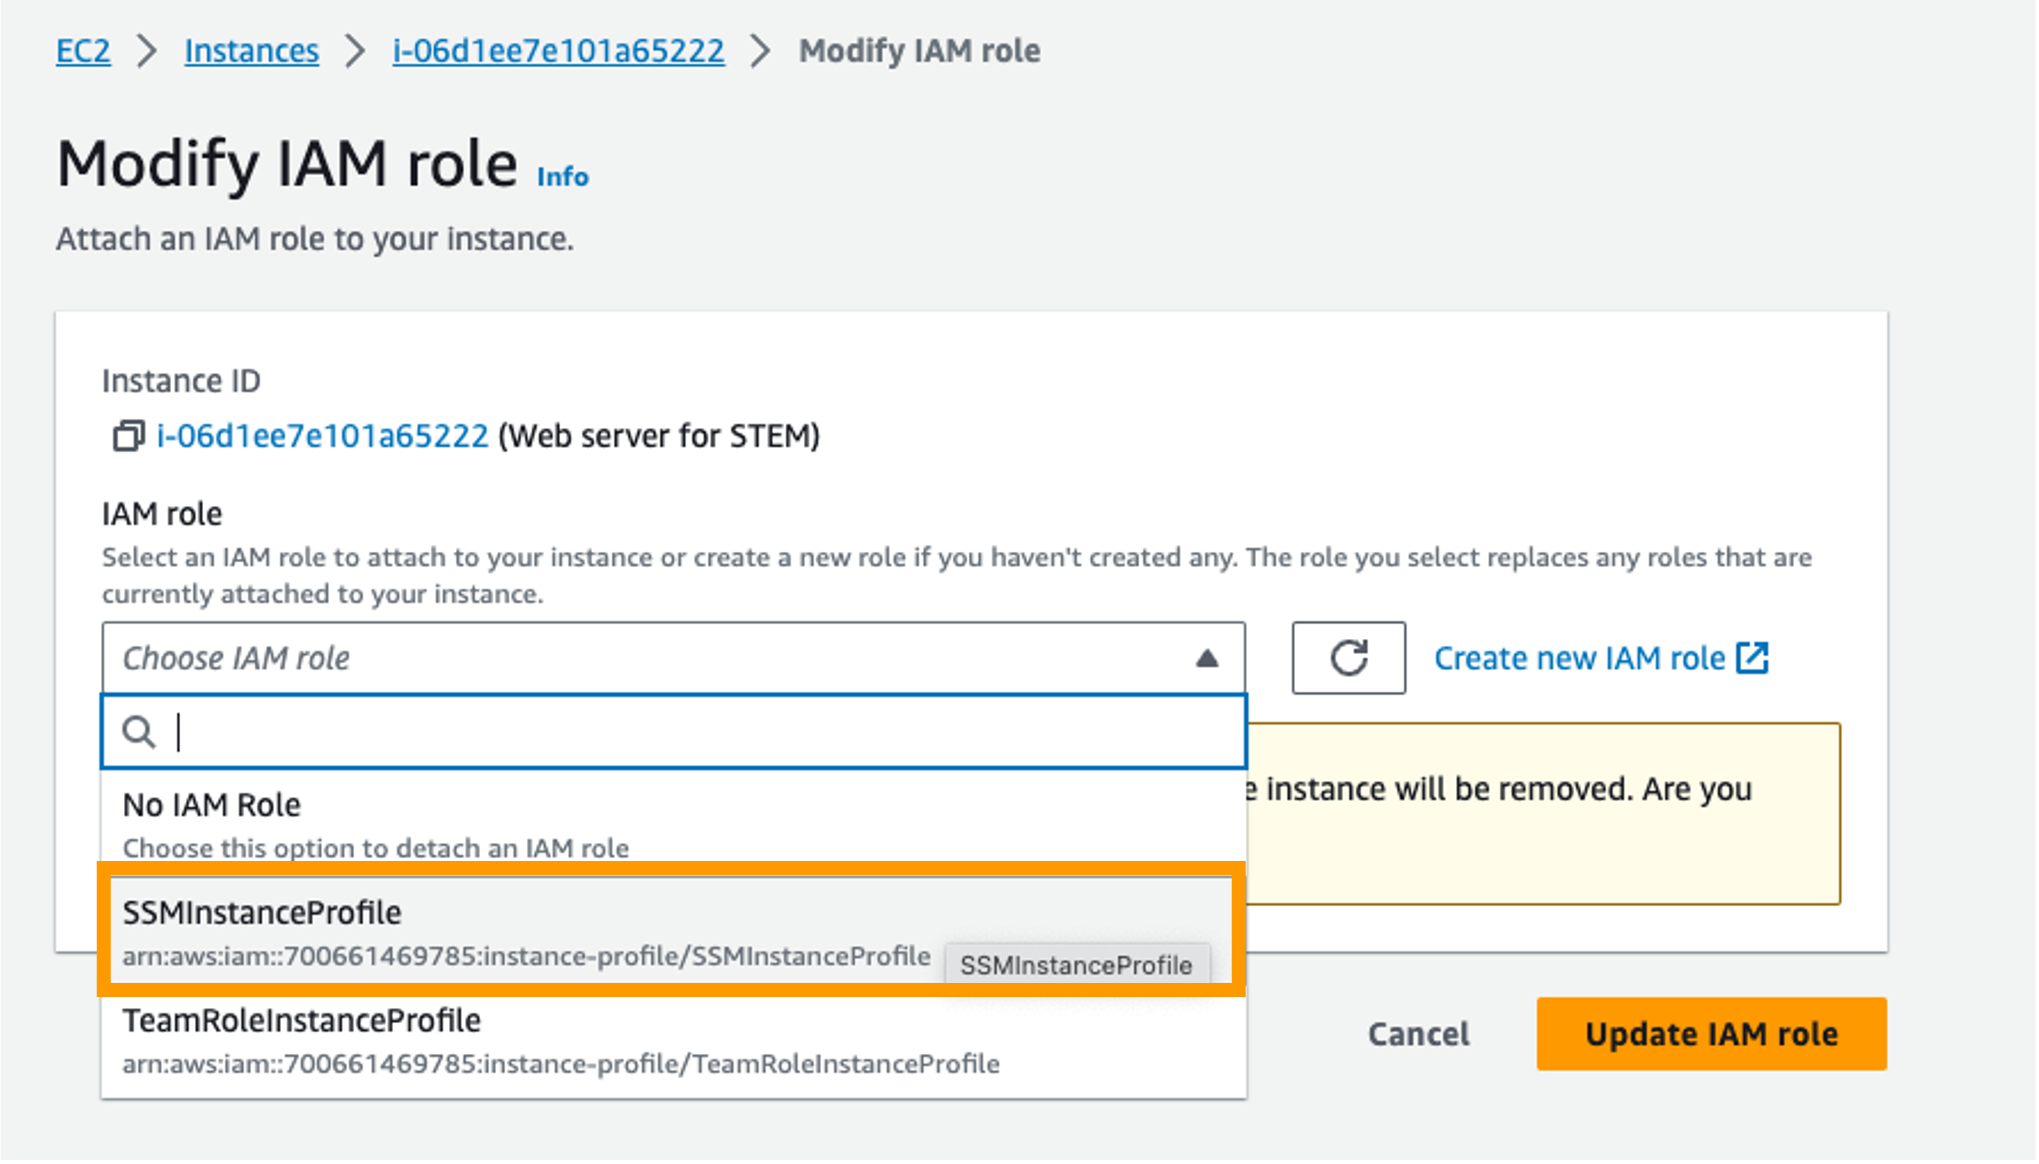 EC2 > Instances > i-06d1ee7e101a65222 > Modify IAM role
Modify IAM role Info
Attach an IAM role to your instance.
Instance ID
i-06d1ee7e101a65222 (Web server for STEM)
IAM role
Select an IAM role to attach to your instance or create a new role if you haven't created any. The role you select replaces any roles that are
currently attached to your instance.
Choose IAM role
Create new IAM role
e instance will be removed. Are you
No IAM Role
Choose this option to detach an IAM role
SSMInstanceProfile
arn:aws:iam::700661469785:instance-profile/SSMInstanceProfile
SSMInstanceProfile
TeamRoleInstanceProfile
arn:aws:iam::700661469785:instance-profile/TeamRoleInstanceProfile
Cancel
Update IAM role